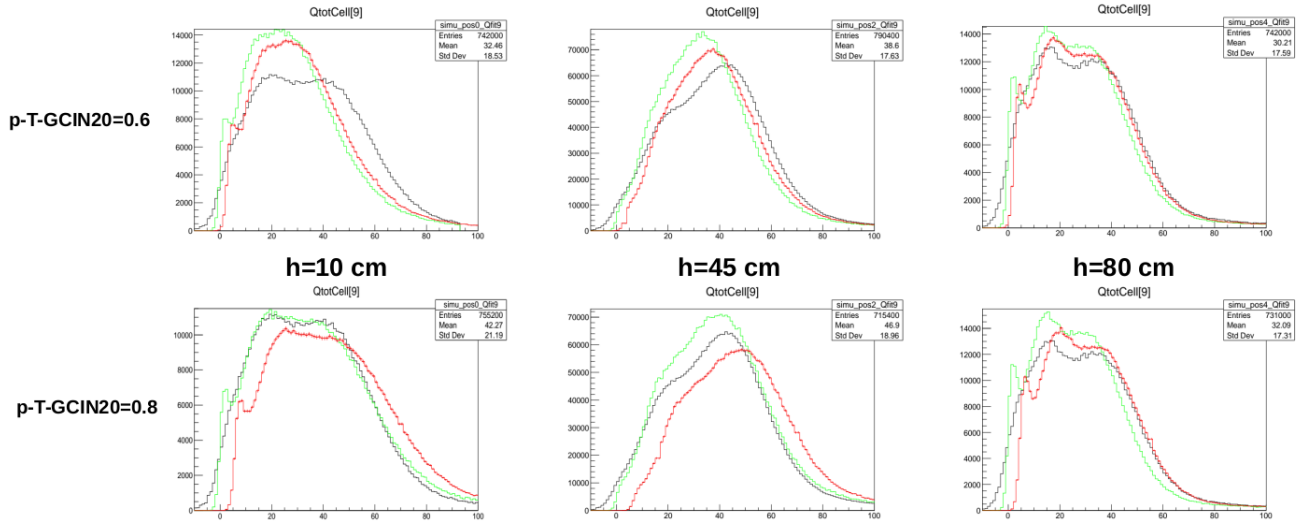 QtotCell[9]
simu_pos0_Qfit9
Entries 742000
Mean 32.46
Std Dev 18.53
14000
12000
10000
8000
6000
4000
2000
0
0 20 40 60 80 100
QtotCell[9]
simu_pos2_Qfit9
Entries 790400
Mean 38.6
Std Dev 17.63
70000
60000
50000
40000
30000
20000
10000
0
0 20 40 60 80 100
QtotCell[9]
simu_pos4_Qfit9
Entries 742000
Mean 30.21
Std Dev 17.59
14000
12000
10000
8000
6000
4000
2000
0
0 20 40 60 80 100
p-T-GCIN20=0.6
h=10 cm
h=45 cm
h=80 cm
QtotCell[9]
simu_pos0_Qfit9
Entries 755200
Mean 42.27
Std Dev 21.19
10000
8000
6000
4000
2000
0
0 20 40 60 80 100
QtotCell[9]
simu_pos2_Qfit9
Entries 715400
Mean 46.9
Std Dev 18.96
70000
60000
50000
40000
30000
20000
10000
0
0 20 40 60 80 100
QtotCell[9]
simu_pos4_Qfit9
Entries 731000
Mean 32.09
Std Dev 17.31
14000
12000
10000
8000
6000
4000
2000
0
0 20 40 60 80 100
p-T-GCIN20=0.8